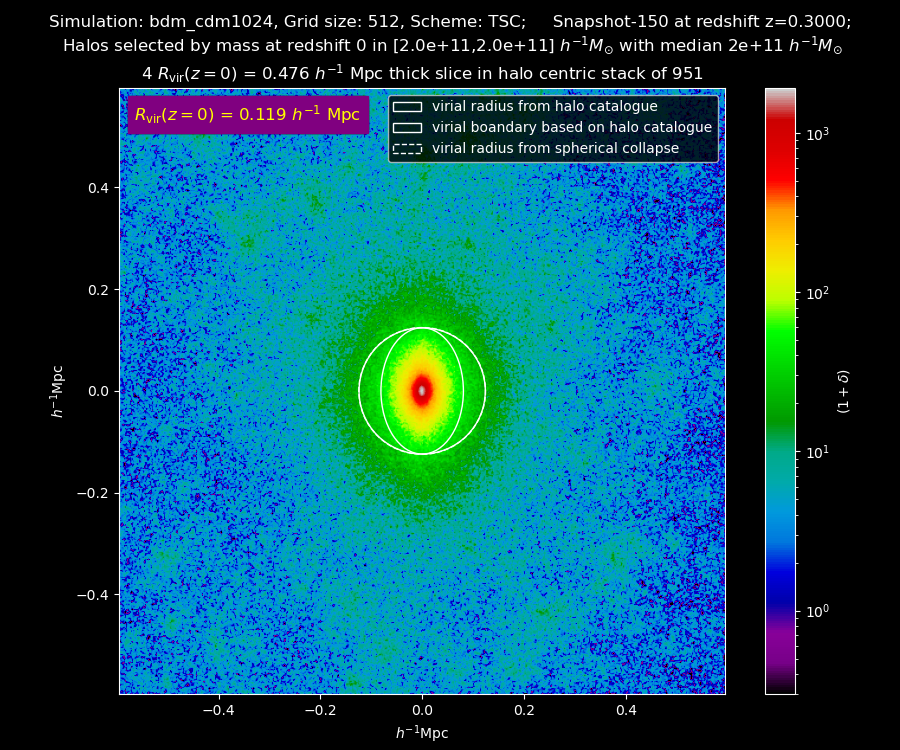 Simulation: bdm_cdm1024, Grid size: 512, Scheme: TSC;     Snapshot-150 at redshift z=0.3000;
Halos selected by mass at redshift 0 in [2.0e+11,2.0e+11] h⁻¹M⊙ with median 2e+11 h⁻¹M⊙
4 Rvir(z = 0) = 0.476 h⁻¹ Mpc thick slice in halo centric stack of 951
Rvir(z = 0) = 0.119 h⁻¹ Mpc
virial radius from halo catalogue
virial boundary based on halo catalogue
virial radius from spherical collapse
0.4
0.2
0.0
−0.2
−0.4
h⁻¹Mpc
−0.4 −0.2 0.0 0.2 0.4
h⁻¹Mpc
10³
10²
10¹
10⁰
(1 + δ)